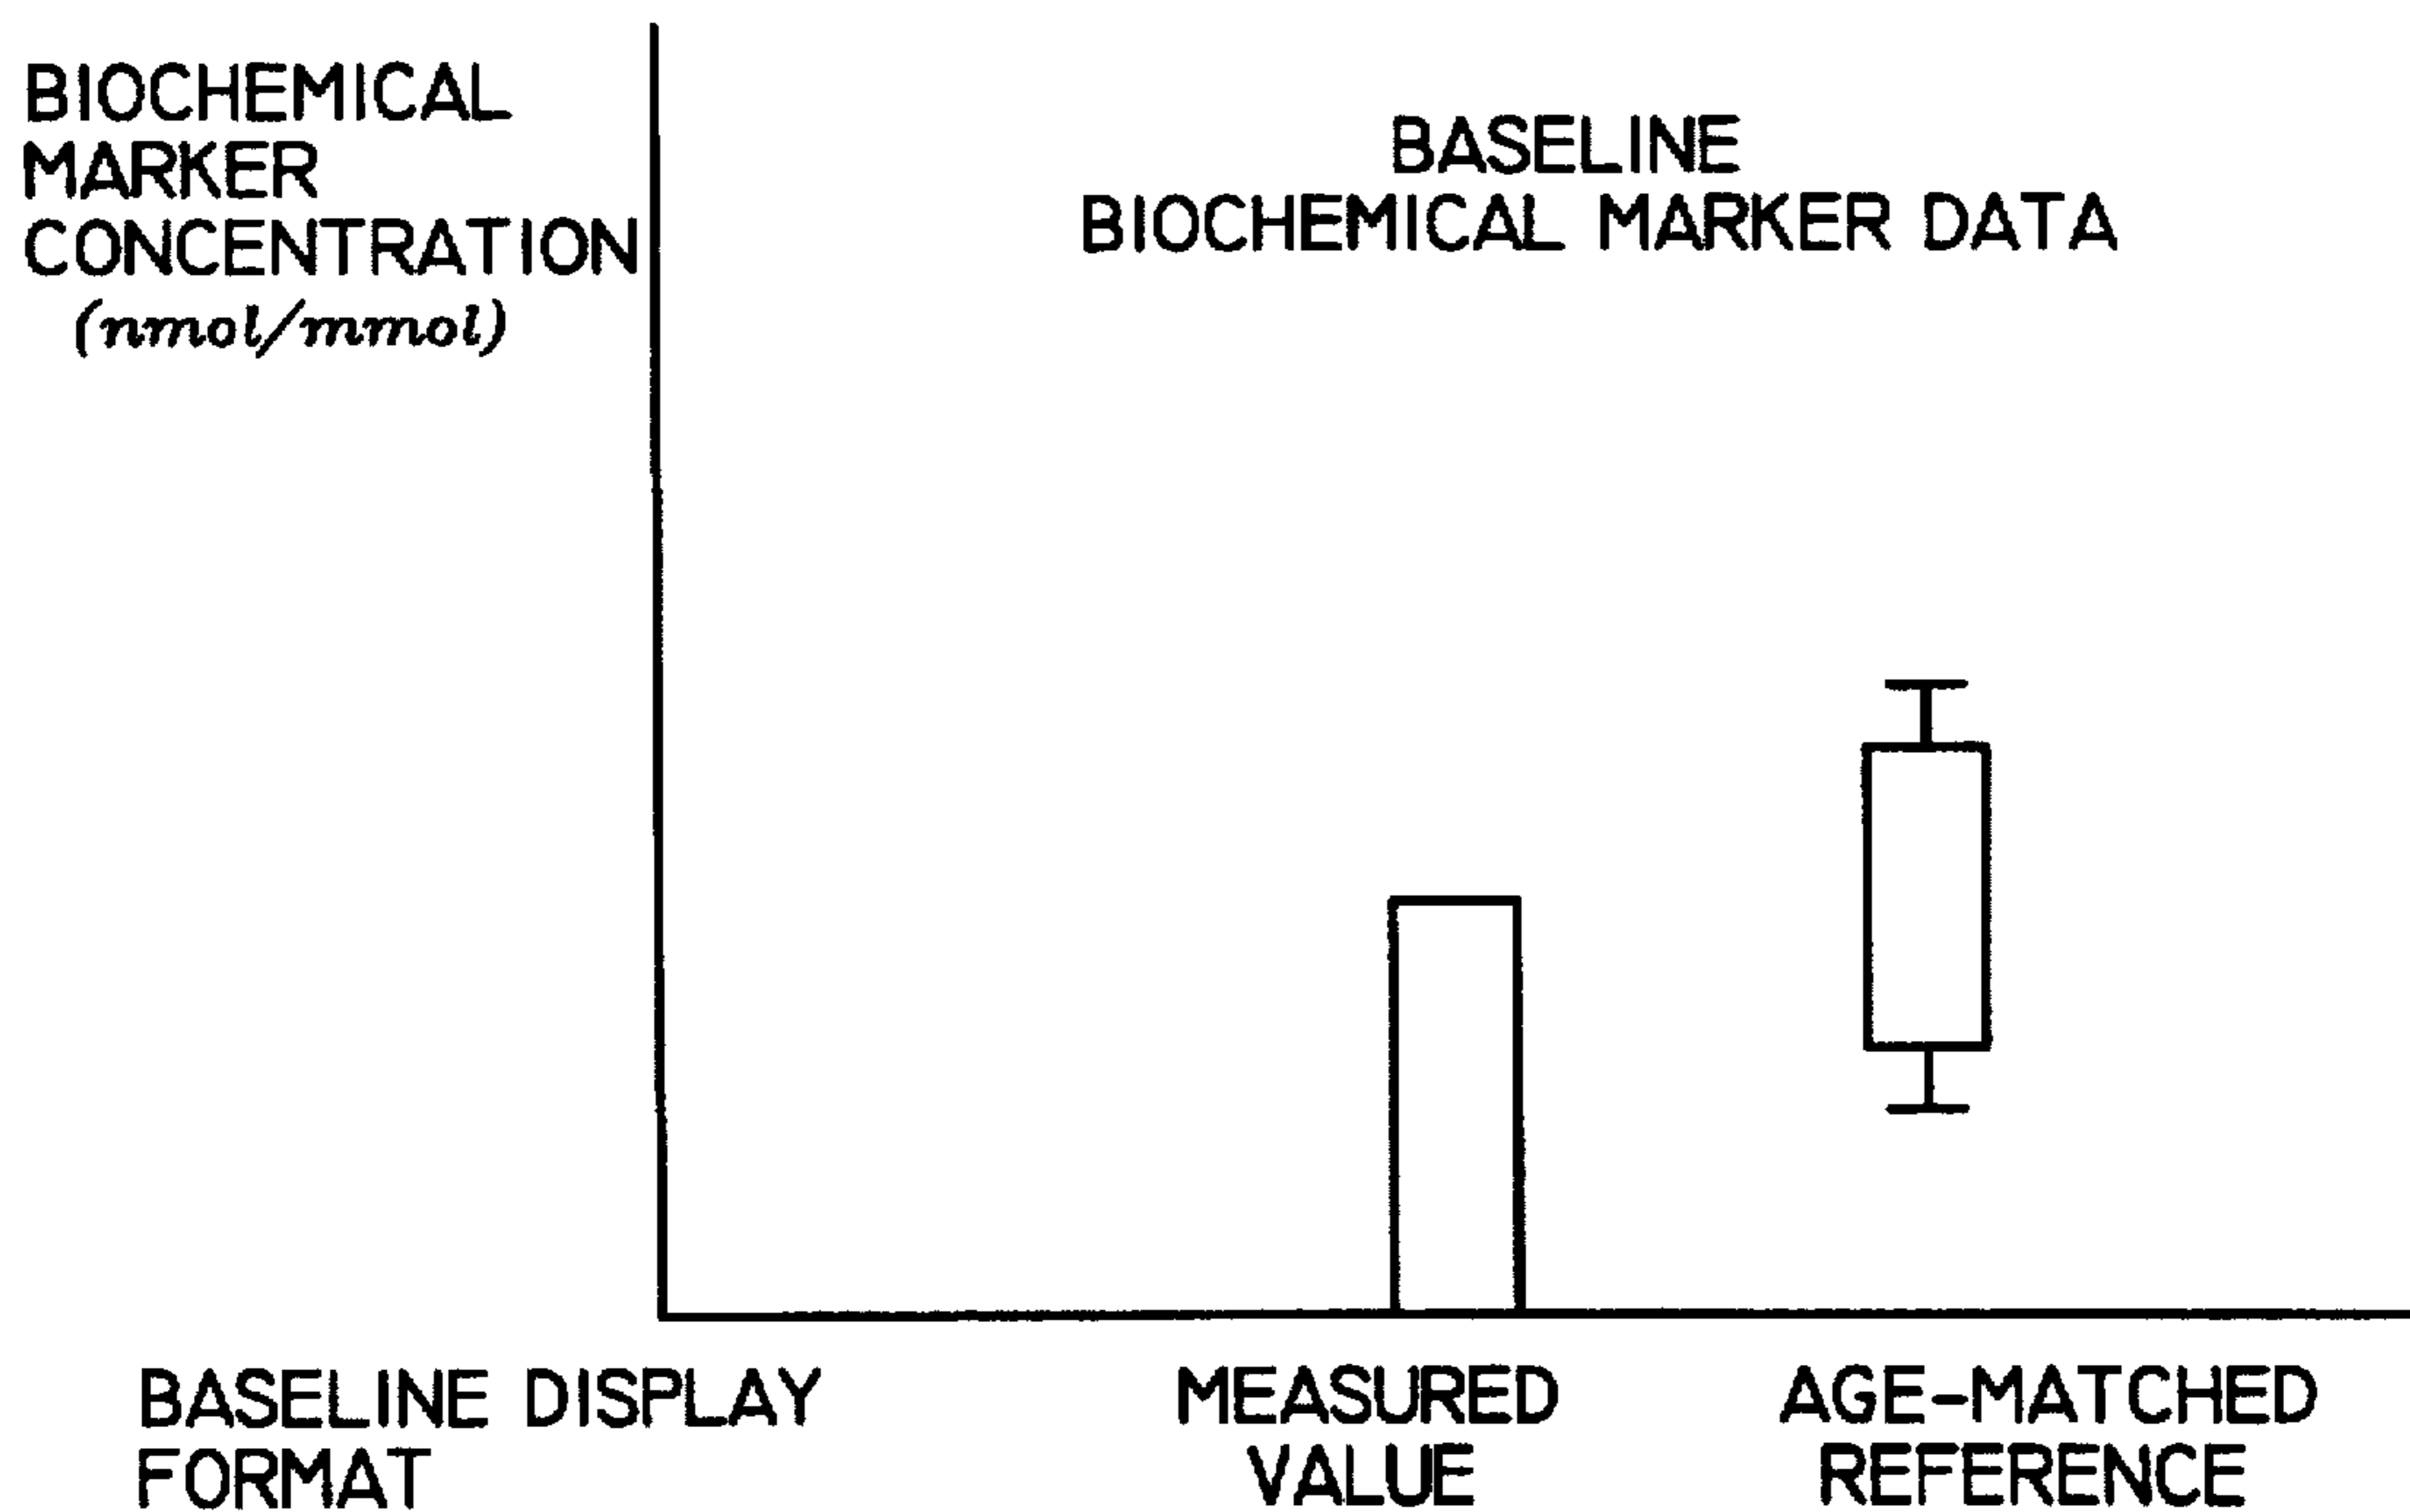 BIOCHEMICAL
MARKER
CONCENTRATION
(nmol/mmol)
BASELINE
BIOCHEMICAL MARKER DATA
BASELINE DISPLAY
FORMAT
MEASURED
VALUE
AGE-MATCHED
REFERENCE